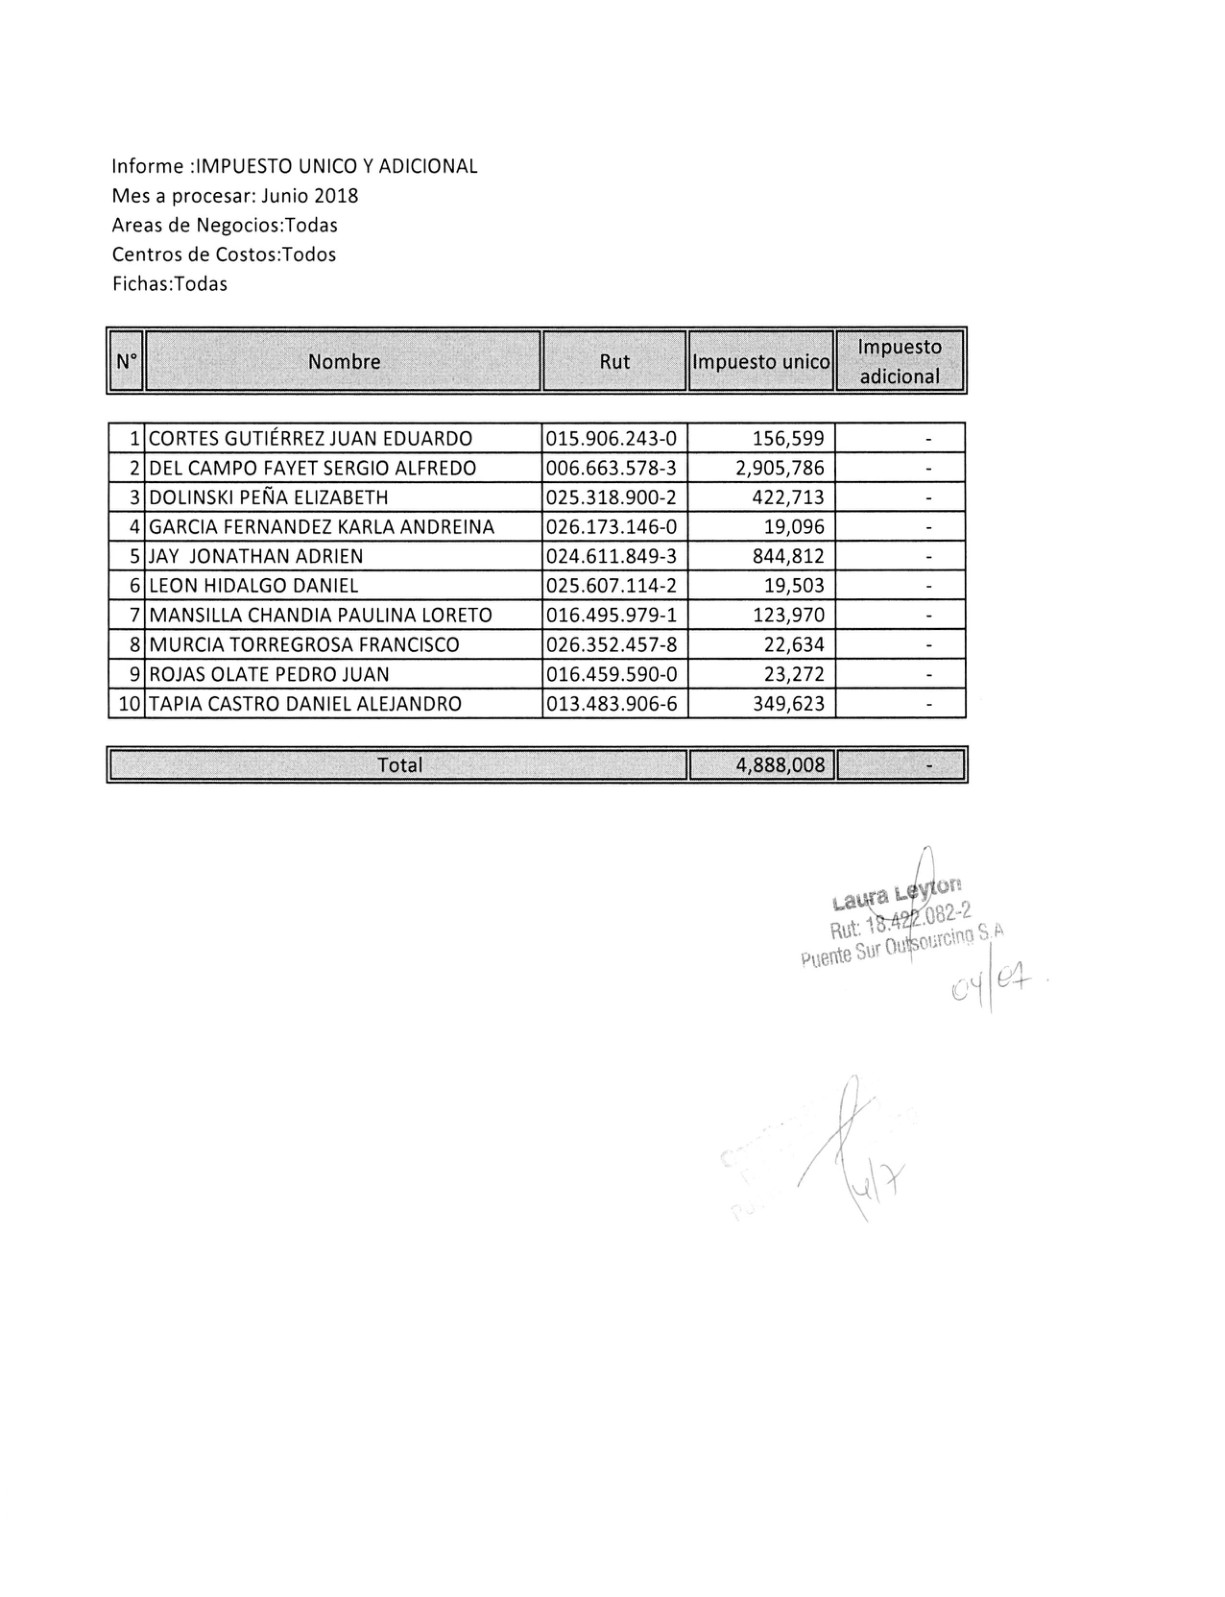 Informe :IMPUESTO UNICO Y ADICIONAL
Mes a procesar: Junio 2018
Areas de Negocios:Todas
Centros de Costos:Todos
Fichas:Todas
N° Nombre Rut Impuesto unico Impuesto adicional
1 CORTES GUTIÉRREZ JUAN EDUARDO 015.906.243-0 156,599 -
2 DEL CAMPO FAYET SERGIO ALFREDO 006.663.578-3 2,905,786 -
3 DOLINSKI PEÑA ELIZABETH 025.318.900-2 422,713 -
4 GARCIA FERNANDEZ KARLA ANDREINA 026.173.146-0 19,096 -
5 JAY  JONATHAN ADRIEN 024.611.849-3 844,812 -
6 LEON HIDALGO DANIEL 025.607.114-2 19,503 -
7 MANSILLA CHANDIA PAULINA LORETO 016.495.979-1 123,970 -
8 MURCIA TORREGROSA FRANCISCO 026.352.457-8 22,634 -
9 ROJAS OLATE PEDRO JUAN 016.459.590-0 23,272 -
10 TAPIA CASTRO DANIEL ALEJANDRO 013.483.906-6 349,623 -
Total 4,888,008 -
Laura Leyton
Rut: 18.422.082-2
Puente Sur Outsourcing S.A
04/07.
4/7